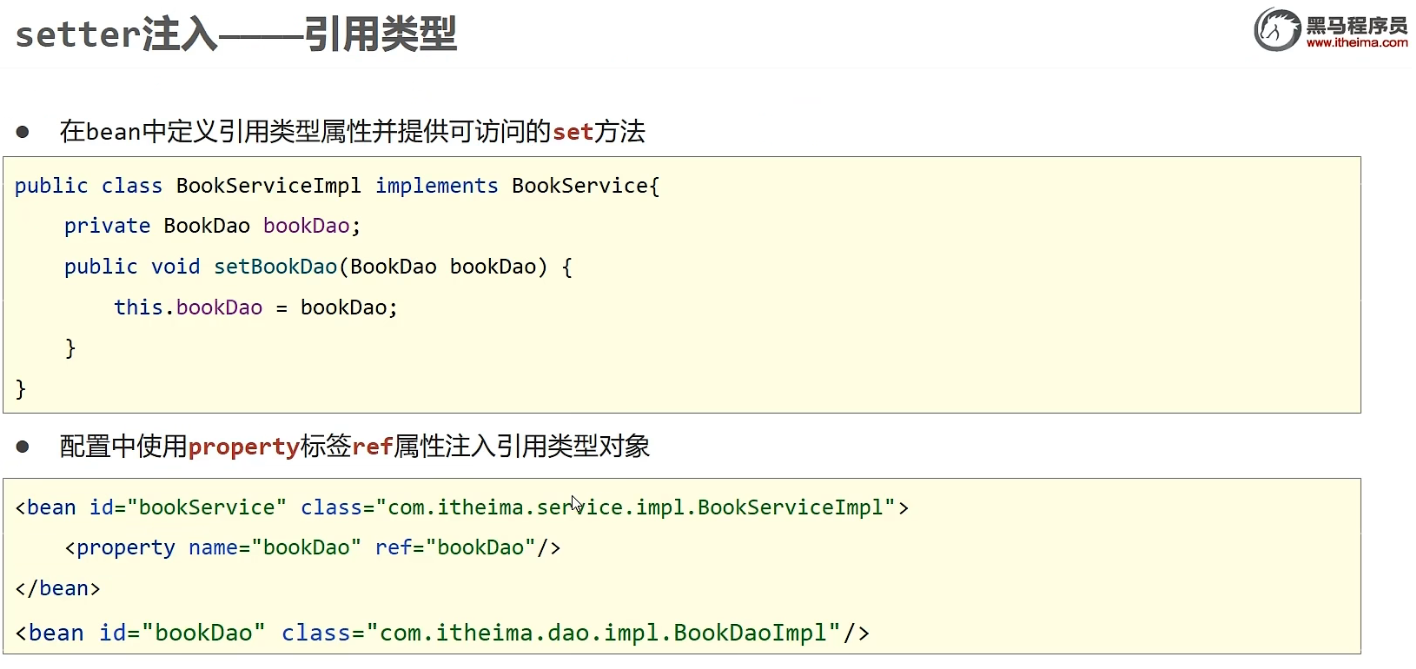 setter注入————引用类型
黑马程序员
www.itheima.com
● 在bean中定义引用类型属性并提供可访问的set方法
public class BookServiceImpl implements BookService{
    private BookDao bookDao;
    public void setBookDao(BookDao bookDao) {
        this.bookDao = bookDao;
    }
}
● 配置中使用property标签ref属性注入引用类型对象
<bean id="bookService" class="com.itheima.service.impl.BookServiceImpl">
    <property name="bookDao" ref="bookDao"/>
</bean>
<bean id="bookDao" class="com.itheima.dao.impl.BookDaoImpl"/>